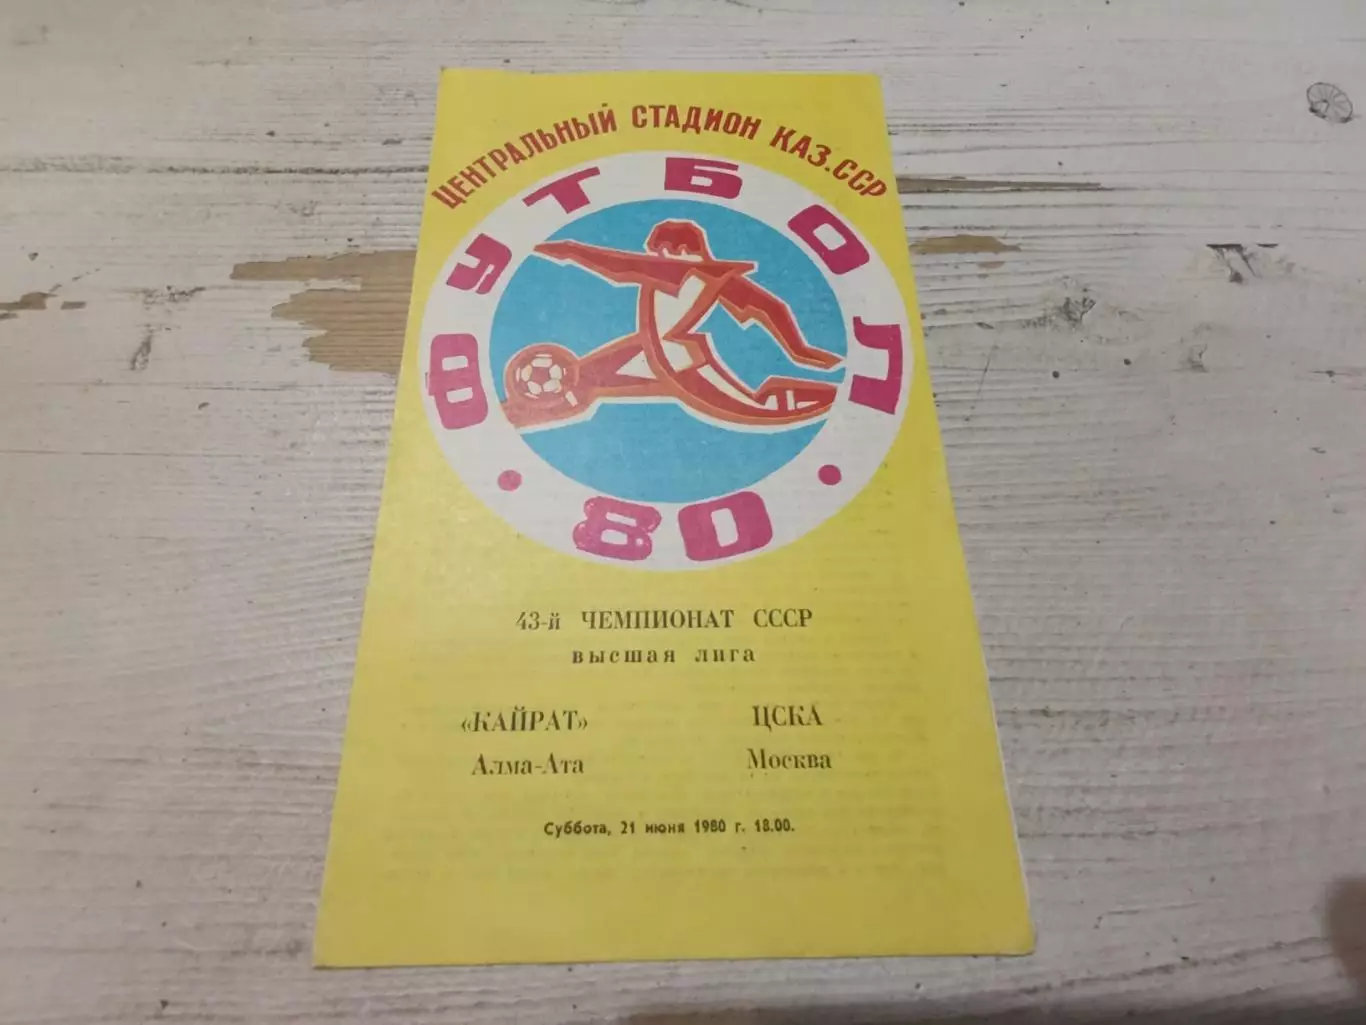 ЦЕНТРАЛЬНЫЙ СТАДИОН КАЗ.ССР
ФУТБОЛ
· 80 ·
43-й ЧЕМПИОНАТ СССР
высшая лига
«КАЙРАТ» ЦСКА
Алма-Ата Москва
Суббота, 21 июня 1980 г. 18.00.